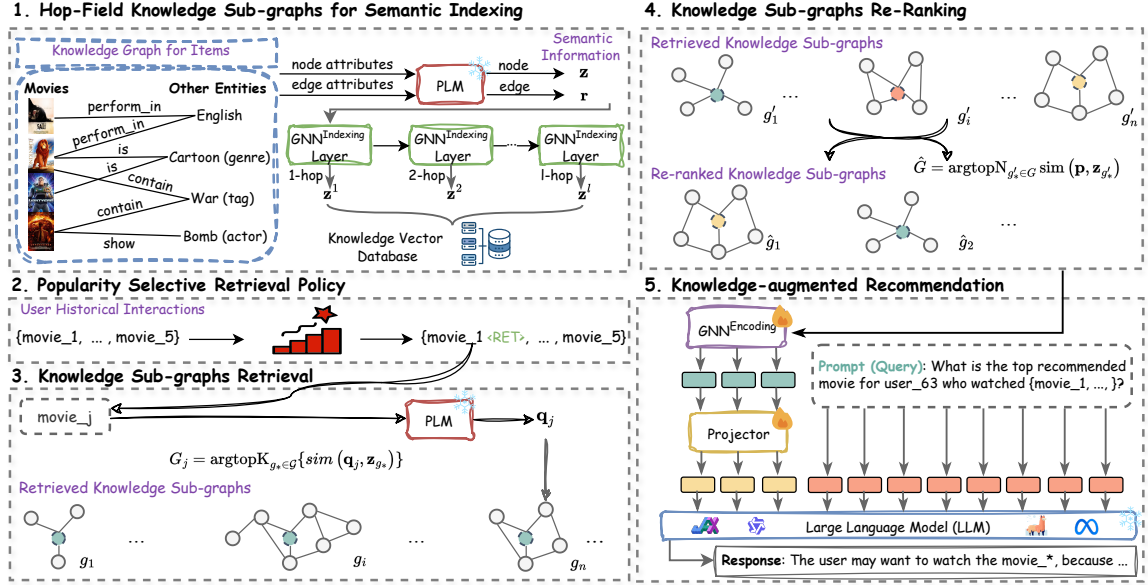 1. Hop-Field Knowledge Sub-graphs for Semantic Indexing
Knowledge Graph for Items
Movies
Other Entities
perform_in
perform_in
is
is
contain
contain
show
English
Cartoon (genre)
War (tag)
Bomb (actor)
node attributes
edge attributes
PLM
node
edge
Semantic
Information
z
r
GNN^Indexing
Layer
GNN^Indexing
Layer
...
GNN^Indexing
Layer
1-hop
2-hop
l-hop
z^1
z^2
z^l
Knowledge Vector
Database
2. Popularity Selective Retrieval Policy
User Historical Interactions
{movie_1, ... , movie_5}
{movie_1 <RET>, ... , movie_5}
3. Knowledge Sub-graphs Retrieval
movie_j
PLM
q_j
G_j = argtopK_{g_*∈𝒢}{sim (q_j, z_{g_*})}
Retrieved Knowledge Sub-graphs
g_1
...
g_i
...
g_n
4. Knowledge Sub-graphs Re-Ranking
Retrieved Knowledge Sub-graphs
g'_1
...
g'_i
...
g'_n
Ĝ = argtopN_{g'_*∈G} sim (p, z_{g'_*})
Re-ranked Knowledge Sub-graphs
ĝ_1
ĝ_2
...
5. Knowledge-augmented Recommendation
GNN^Encoding
Projector
Prompt (Query): What is the top recommended
movie for user_63 who watched {movie_1, ..., }?
Large Language Model (LLM)
Response: The user may want to watch the movie_*, because ...